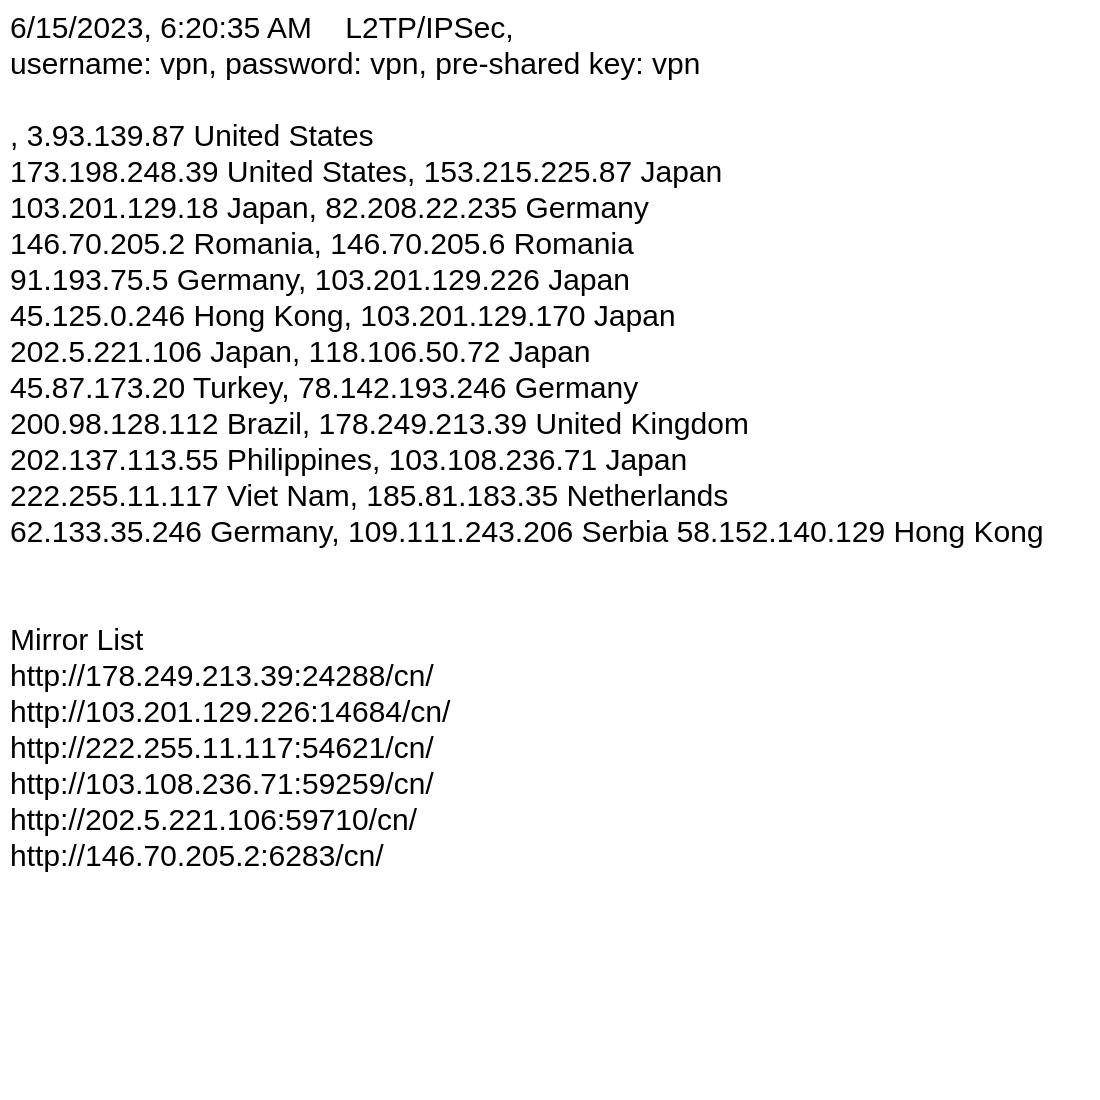 6/15/2023, 6:20:35 AM    L2TP/IPSec,
username: vpn, password: vpn, pre-shared key: vpn
, 3.93.139.87 United States
173.198.248.39 United States, 153.215.225.87 Japan
103.201.129.18 Japan, 82.208.22.235 Germany
146.70.205.2 Romania, 146.70.205.6 Romania
91.193.75.5 Germany, 103.201.129.226 Japan
45.125.0.246 Hong Kong, 103.201.129.170 Japan
202.5.221.106 Japan, 118.106.50.72 Japan
45.87.173.20 Turkey, 78.142.193.246 Germany
200.98.128.112 Brazil, 178.249.213.39 United Kingdom
202.137.113.55 Philippines, 103.108.236.71 Japan
222.255.11.117 Viet Nam, 185.81.183.35 Netherlands
62.133.35.246 Germany, 109.111.243.206 Serbia 58.152.140.129 Hong Kong
Mirror List
http://178.249.213.39:24288/cn/
http://103.201.129.226:14684/cn/
http://222.255.11.117:54621/cn/
http://103.108.236.71:59259/cn/
http://202.5.221.106:59710/cn/
http://146.70.205.2:6283/cn/